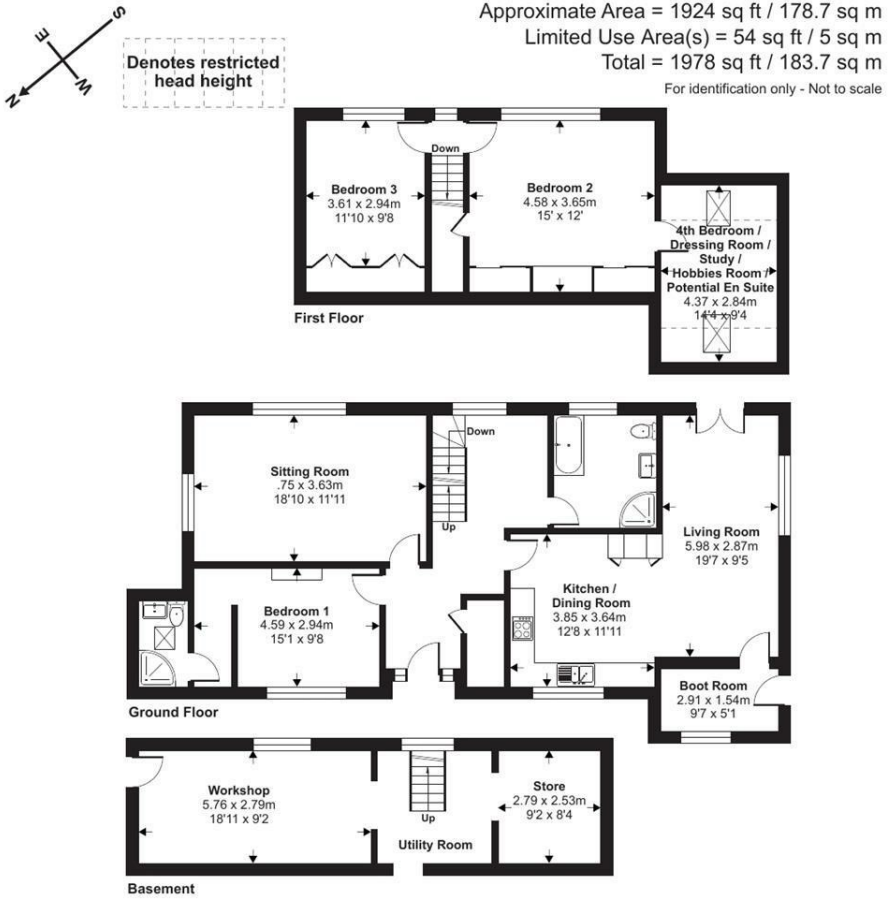 Approximate Area = 1924 sq ft / 178.7 sq m
Limited Use Area(s) = 54 sq ft / 5 sq m
Total = 1978 sq ft / 183.7 sq m
For identification only - Not to scale
S
E
W
N
Denotes restricted
head height
Down
Bedroom 3
3.61 x 2.94m
11'10 x 9'8
Bedroom 2
4.58 x 3.65m
15' x 12'
4th Bedroom /
Dressing Room /
Study /
Hobbies Room /
Potential En Suite
4.37 x 2.84m
14'4 x 9'4
First Floor
Down
Up
Sitting Room
.75 x 3.63m
18'10 x 11'11
Living Room
5.98 x 2.87m
19'7 x 9'5
Kitchen /
Dining Room
3.85 x 3.64m
12'8 x 11'11
Bedroom 1
4.59 x 2.94m
15'1 x 9'8
Boot Room
2.91 x 1.54m
9'7 x 5'1
Ground Floor
Workshop
5.76 x 2.79m
18'11 x 9'2
Up
Utility Room
Store
2.79 x 2.53m
9'2 x 8'4
Basement